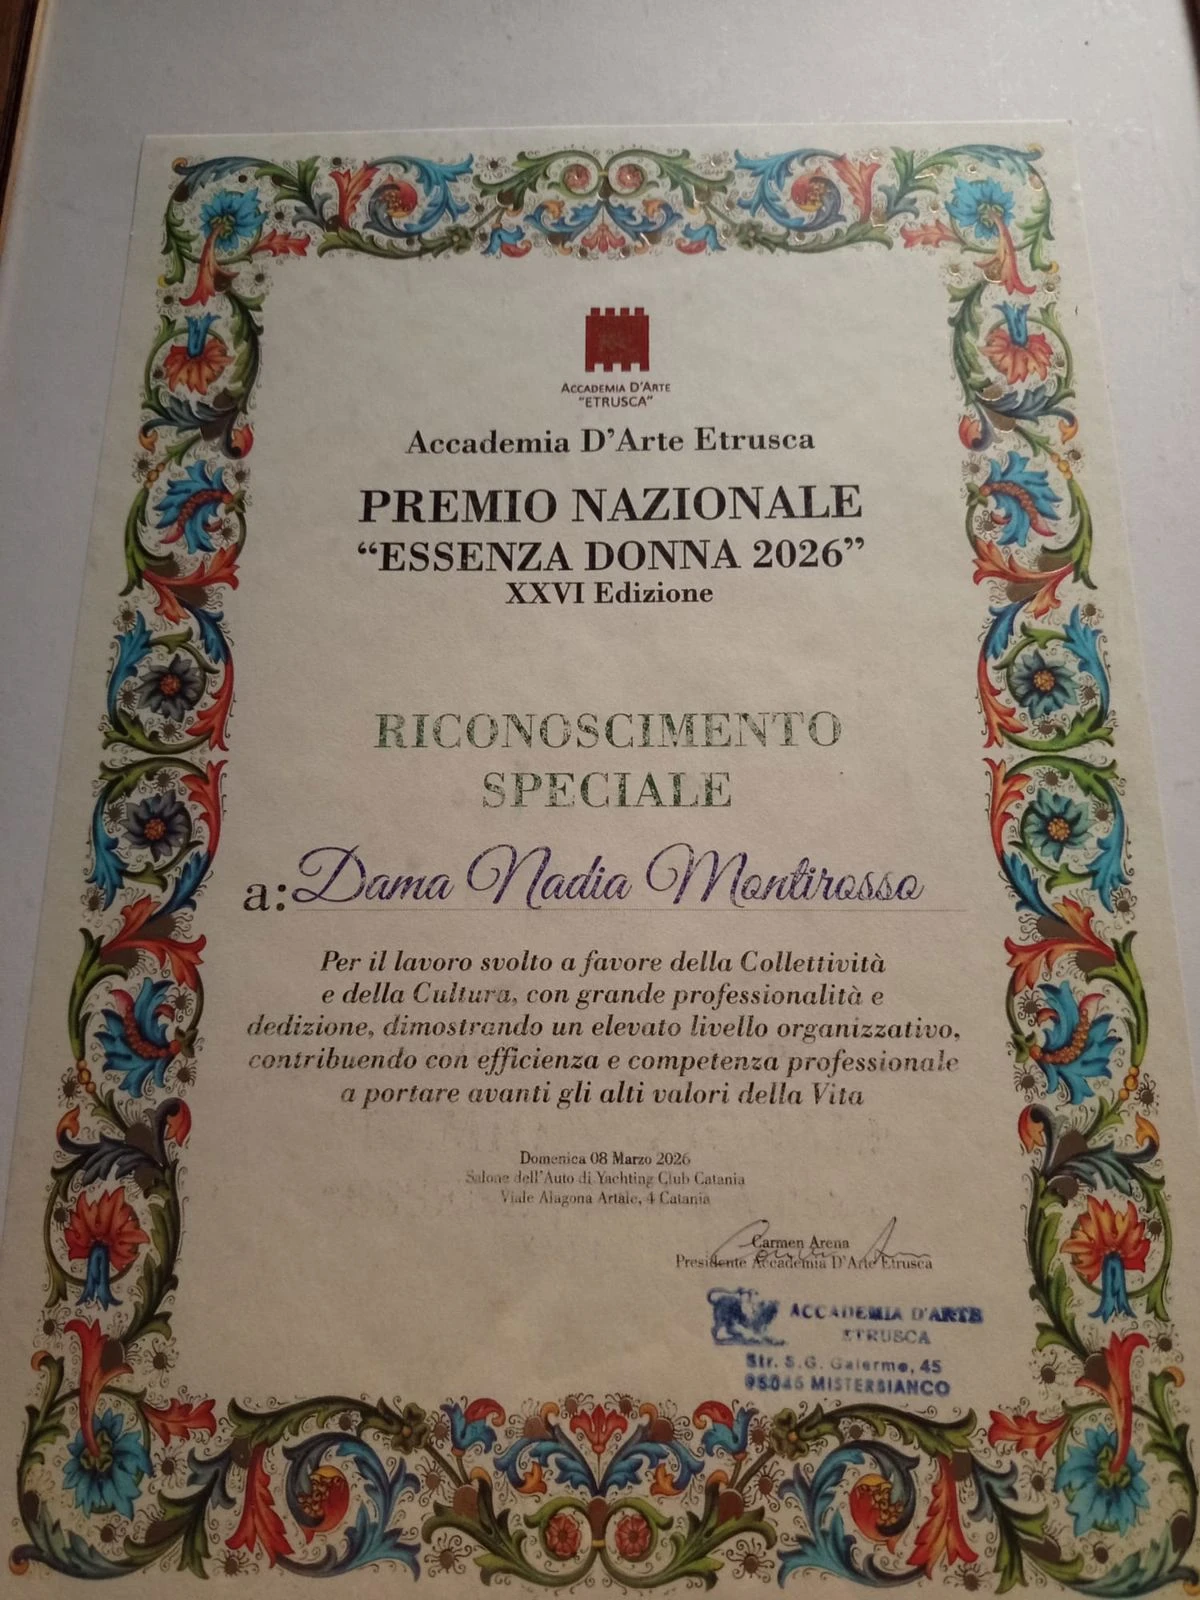 ACCADEMIA D'ARTE
"ETRUSCA"
Accademia D'Arte Etrusca
PREMIO NAZIONALE
“ESSENZA DONNA 2026”
XXVI Edizione
RICONOSCIMENTO
SPECIALE
a: Dama Nadia Montirosso
Per il lavoro svolto a favore della Collettività
e della Cultura, con grande professionalità e
dedizione, dimostrando un elevato livello organizzativo,
contribuendo con efficienza e competenza professionale
a portare avanti gli alti valori della Vita
Domenica 08 Marzo 2026
Salone dell'Auto di Yachting Club Catania
Viale Alagona Artale, 4 Catania
Carmen Arena
Presidente Accademia D'Arte Etrusca
ACCADEMIA D'ARTE
ETRUSCA
Str. S.G. Galermo, 45
95045 MISTERBIANCO